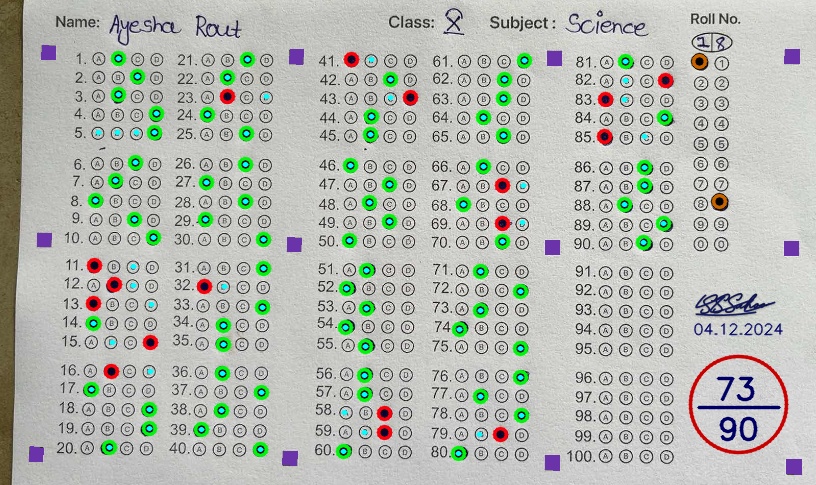 Name: Ayesha Rout Class: X Subject: Science Roll No.
1 8
1. A B C D 21. A B C D 41. A B C D 61. A B C D 81. A B C D 1
2. A B C D 22. A B C D 42. A B C D 62. A B C D 82. A B C D 2 2
3. A B C D 23. A B C D 43. A B C D 63. A B C D 83. A B C D 3 3
4. A B C D 24. A B C D 44. A B C D 64. A B C D 84. A B C D 4 4
5. D 25. A B C D 45. A B C D 65. A B C D 85. A B C D 5 5
6. A B C D 26. A B C D 46. A B C D 66. A B C D 86. A B C D 6 6
7. A B C D 27. A B C D 47. A B C D 67. A B C D 87. A B C D 7 7
8. A B C D 28. A B C D 48. A B C D 68. A B C D 88. A B C D 8
9. A B C D 29. A B C D 49. A B C D 69. A B C D 89. A B C D 9 9
10. A B C D 30. A B C D 50. A B C D 70. A B C D 90. A B C D 0 0
11. A B C D 31. A B C D 51. A B C D 71. A B C D 91. A B C D
12. A B C D 32. A B C D 52. A B C D 72. A B C D 92. A B C D
13. A B C D 33. A B C D 53. A B C D 73. A B C D 93. A B C D
14. A B C D 34. A B C D 54. A B C D 74. A B C D 94. A B C D
15. A B C D 35. A B C D 55. A B C D 75. A B C D 95. A B C D
04.12.2024
16. A B C D 36. A B C D 56. A B C D 76. A B C D 96. A B C D
17. A B C D 37. A B C D 57. A B C D 77. A B C D 97. A B C D
18. A B C D 38. A B C D 58. A B C D 78. A B C D 98. A B C D
19. A B C D 39. A B C D 59. A B C D 79. A B C D 99. A B C D
20. A B C D 40. A B C D 60. A B C D 80. A B C D 100. A B C D
73
90